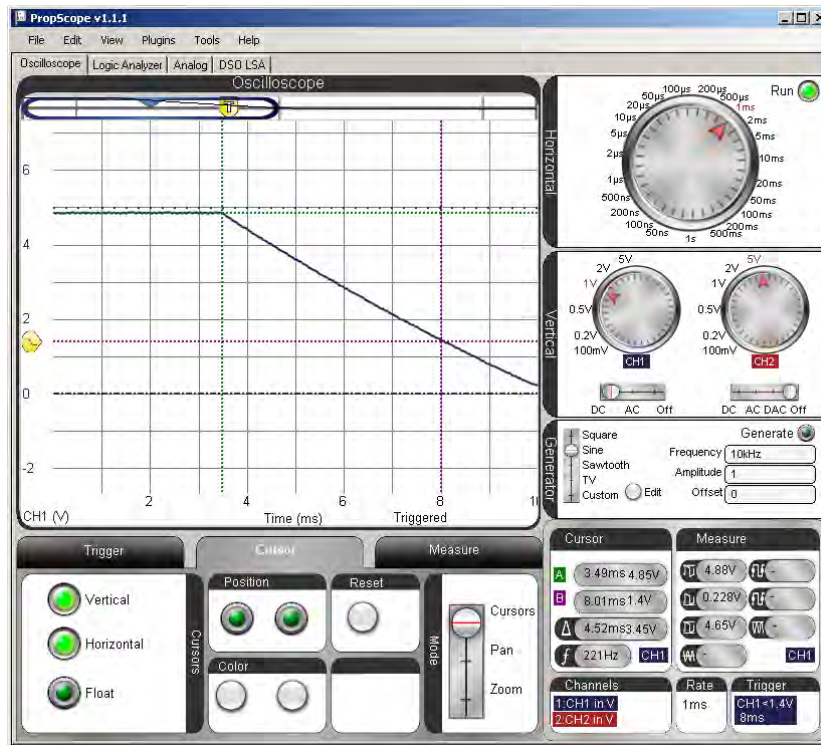 PropScope v1.1.1
File Edit View Plugins Tools Help
Oscilloscope Logic Analyzer Analog DSO LSA
Oscilloscope
T
6
4
2
0
-2
2 4 6 8 10
CH1 (V) Time (ms) Triggered
Horizontal
Run
50ns
100ns
200ns
500ns
1µs
2µs
5µs
10µs
20µs
50µs
100µs
200µs
500µs
1ms
2ms
5ms
10ms
20ms
50ms
100ms
200ms
500ms
1s
Vertical
5V
2V
1V
0.5V
0.2V
100mV
CH1
DC AC Off
5V
2V
1V
0.5V
0.2V
100mV
CH2
DC AC DAC Off
Generator
Square
Sine
Sawtooth
TV
Custom
Edit
Generate
Frequency 10kHz
Amplitude 1
Offset 0
Trigger Cursor Measure
Vertical
Horizontal
Float
Cursors
Position
Reset
Color
Mode
Cursors
Pan
Zoom
Cursor
A 3.49ms 4.85V
B 8.01ms 1.4V
Δ 4.52ms 3.45V
f 221Hz CH1
Measure
4.88V -
0.228V -
4.65V -
- CH1
Channels
1:CH1 in V
2:CH2 in V
Rate
1ms
Trigger
CH1<1.4V
8ms